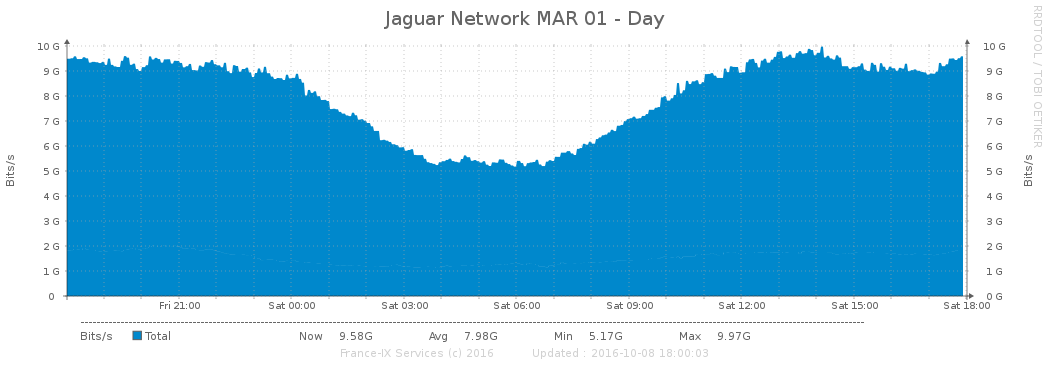 Jaguar Network MAR 01 - Day
RRDTOOL / TOBI OETIKER
Bits/s
Bits/s
10 G 10 G
9 G 9 G
8 G 8 G
7 G 7 G
6 G 6 G
5 G 5 G
4 G 4 G
3 G 3 G
2 G 2 G
1 G 1 G
0 0 G
Fri 21:00 Sat 00:00 Sat 03:00 Sat 06:00 Sat 09:00 Sat 12:00 Sat 15:00 Sat 18:00
Bits/s Total Now 9.58G Avg 7.98G Min 5.17G Max 9.97G
France-IX Services (c) 2016 Updated : 2016-10-08 18:00:03